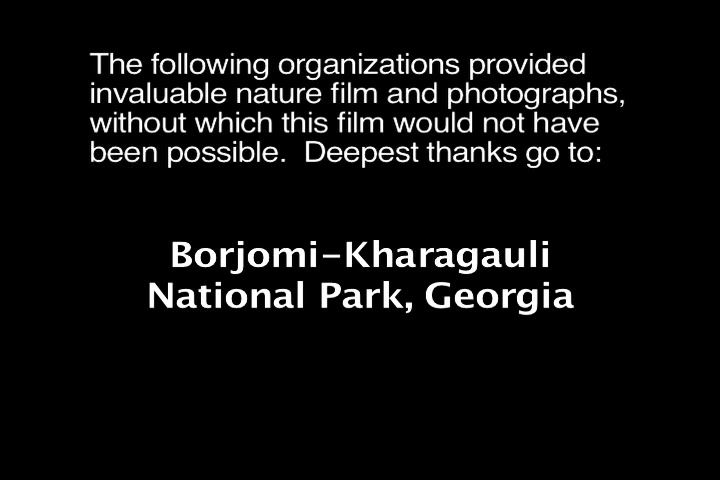 The following organizations provided
invaluable nature film and photographs,
without which this film would not have
been possible.  Deepest thanks go to:
Borjomi-Kharagauli
National Park, Georgia